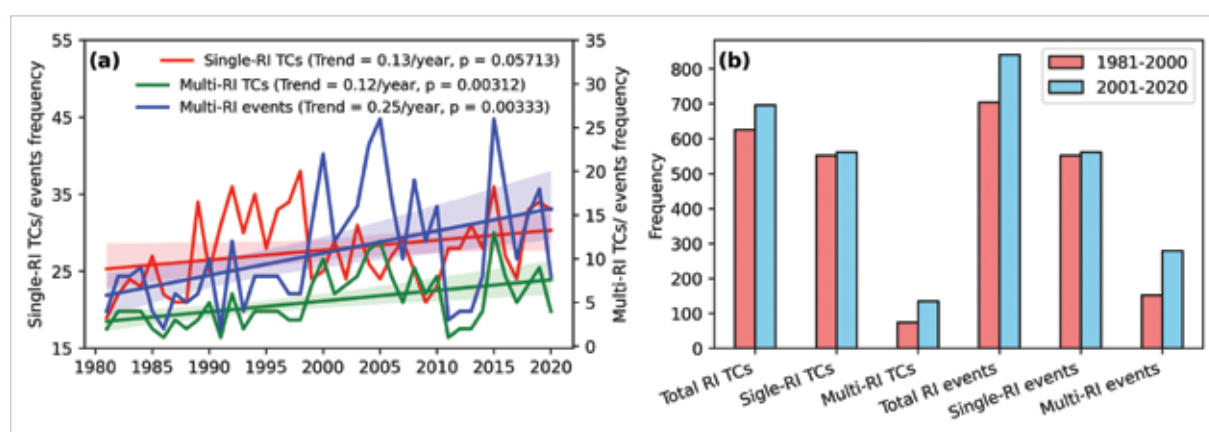 (a)
Single-RI TCs (Trend = 0.13/year, p = 0.05713)
Multi-RI TCs (Trend = 0.12/year, p = 0.00312)
Multi-RI events (Trend = 0.25/year, p = 0.00333)
Single-RI TCs/ events frequency
55
45
35
25
15
1980 1985 1990 1995 2000 2005 2010 2015 2020
35
30
25
20
15
10
5
0
Multi-RI TCs/ events frequency
(b)
1981-2000
2001-2020
Frequency
800
700
600
500
400
300
200
100
0
Total RI TCs
Sigle-RI TCs
Multi-RI TCs
Total RI events
Single-RI events
Multi-RI events